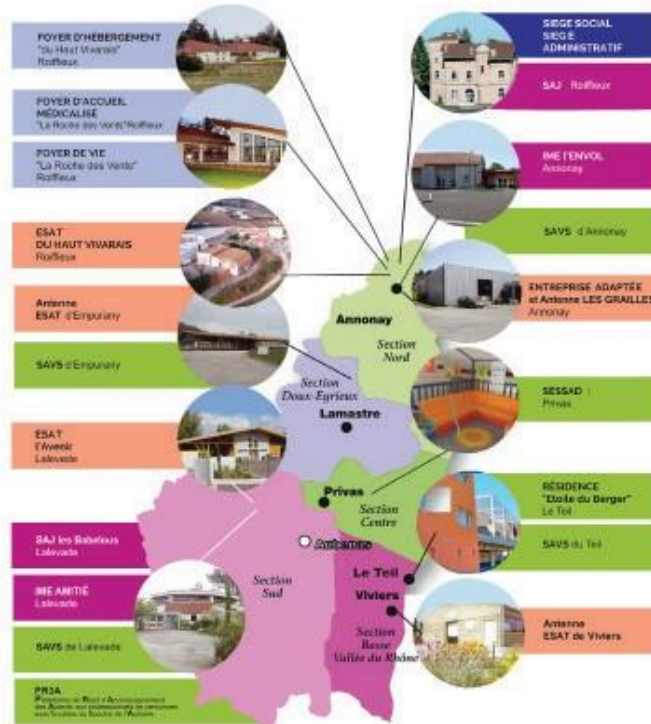 FOYER D'HÉBERGEMENT
"du Haut Vivarais"
Roiffieux
FOYER D'ACCUEIL
MÉDICALISÉ
"La Roche des Vents" Roiffieux
FOYER DE VIE
"La Roche des Vents"
Roiffieux
ESAT
DU HAUT VIVARAIS
Roiffieux
Antenne
ESAT d'Empurany
SAVS d'Empurany
ESAT
l'Avenir
Lalevade
SAJ les Babelous
Lalevade
IME AMITIÉ
Lalevade
SAVS de Lalevade
PR3A
SIEGE SOCIAL
SIEGE
ADMINISTRATIF
SAJ Roiffieux
IME l'ENVOL
Annonay
SAVS d'Annonay
ENTREPRISE ADAPTÉE
et Antenne LES GRAILLES
Annonay
SESSAD :
Privas
RÉSIDENCE
"Etoile du Berger"
Le Teil
SAVS du Teil
Antenne
ESAT de Viviers
Annonay
Section
Nord
Section
Doux-Eyrieux
Lamastre
Privas
Section
Centre
Aubenas
Section
Sud
Le Teil
Viviers
Section
Basse
Vallée du Rhône